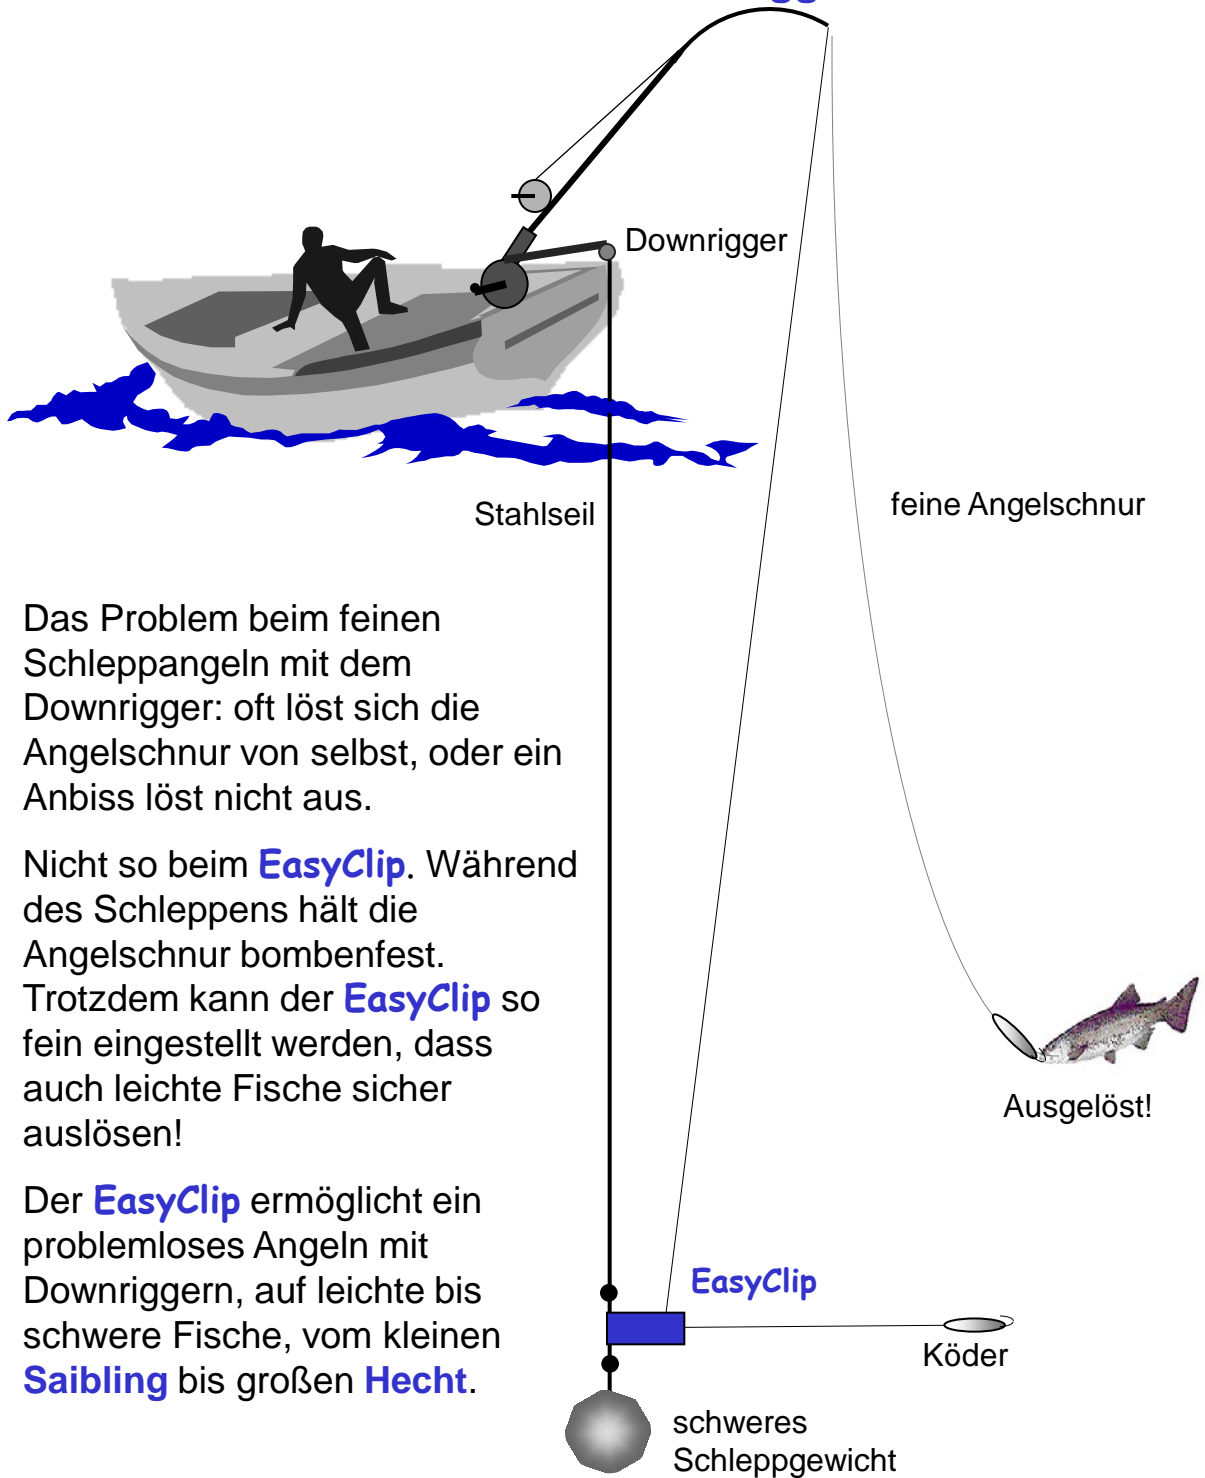 Downrigger
Stahlseil
feine Angelschnur
Das Problem beim feinen
Schleppangeln mit dem
Downrigger: oft löst sich die
Angelschnur von selbst, oder ein
Anbiss löst nicht aus.
Nicht so beim EasyClip. Während
des Schleppens hält die
Angelschnur bombenfest.
Trotzdem kann der EasyClip so
fein eingestellt werden, dass
auch leichte Fische sicher
auslösen!
Ausgelöst!
Der EasyClip ermöglicht ein
problemloses Angeln mit
Downriggern, auf leichte bis
schwere Fische, vom kleinen
Saibling bis großen Hecht.
EasyClip
Köder
schweres
Schleppgewicht